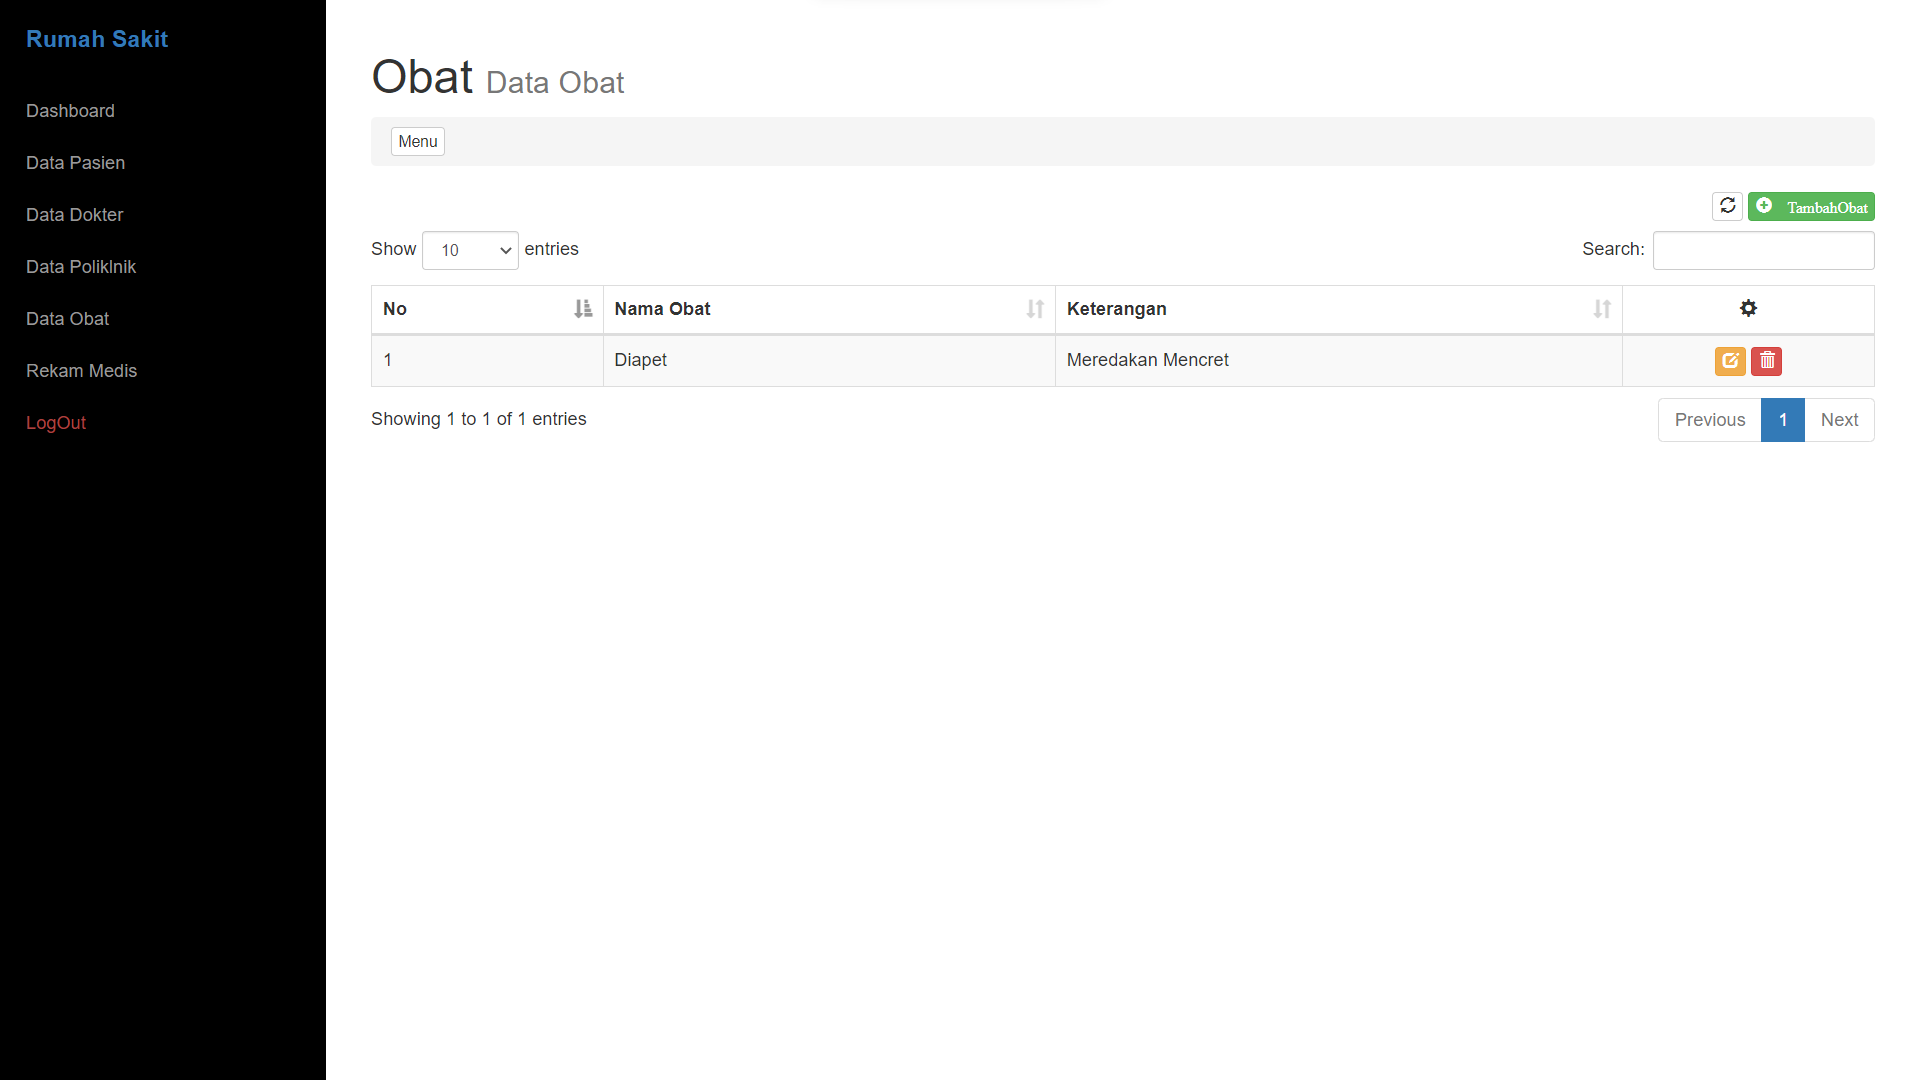 Rumah Sakit
Dashboard
Data Pasien
Data Dokter
Data Poliklnik
Data Obat
Rekam Medis
LogOut
Obat Data Obat
Menu
TambahObat
Show 10 entries
Search:
No Nama Obat Keterangan
1 Diapet Meredakan Mencret
Showing 1 to 1 of 1 entries
Previous 1 Next